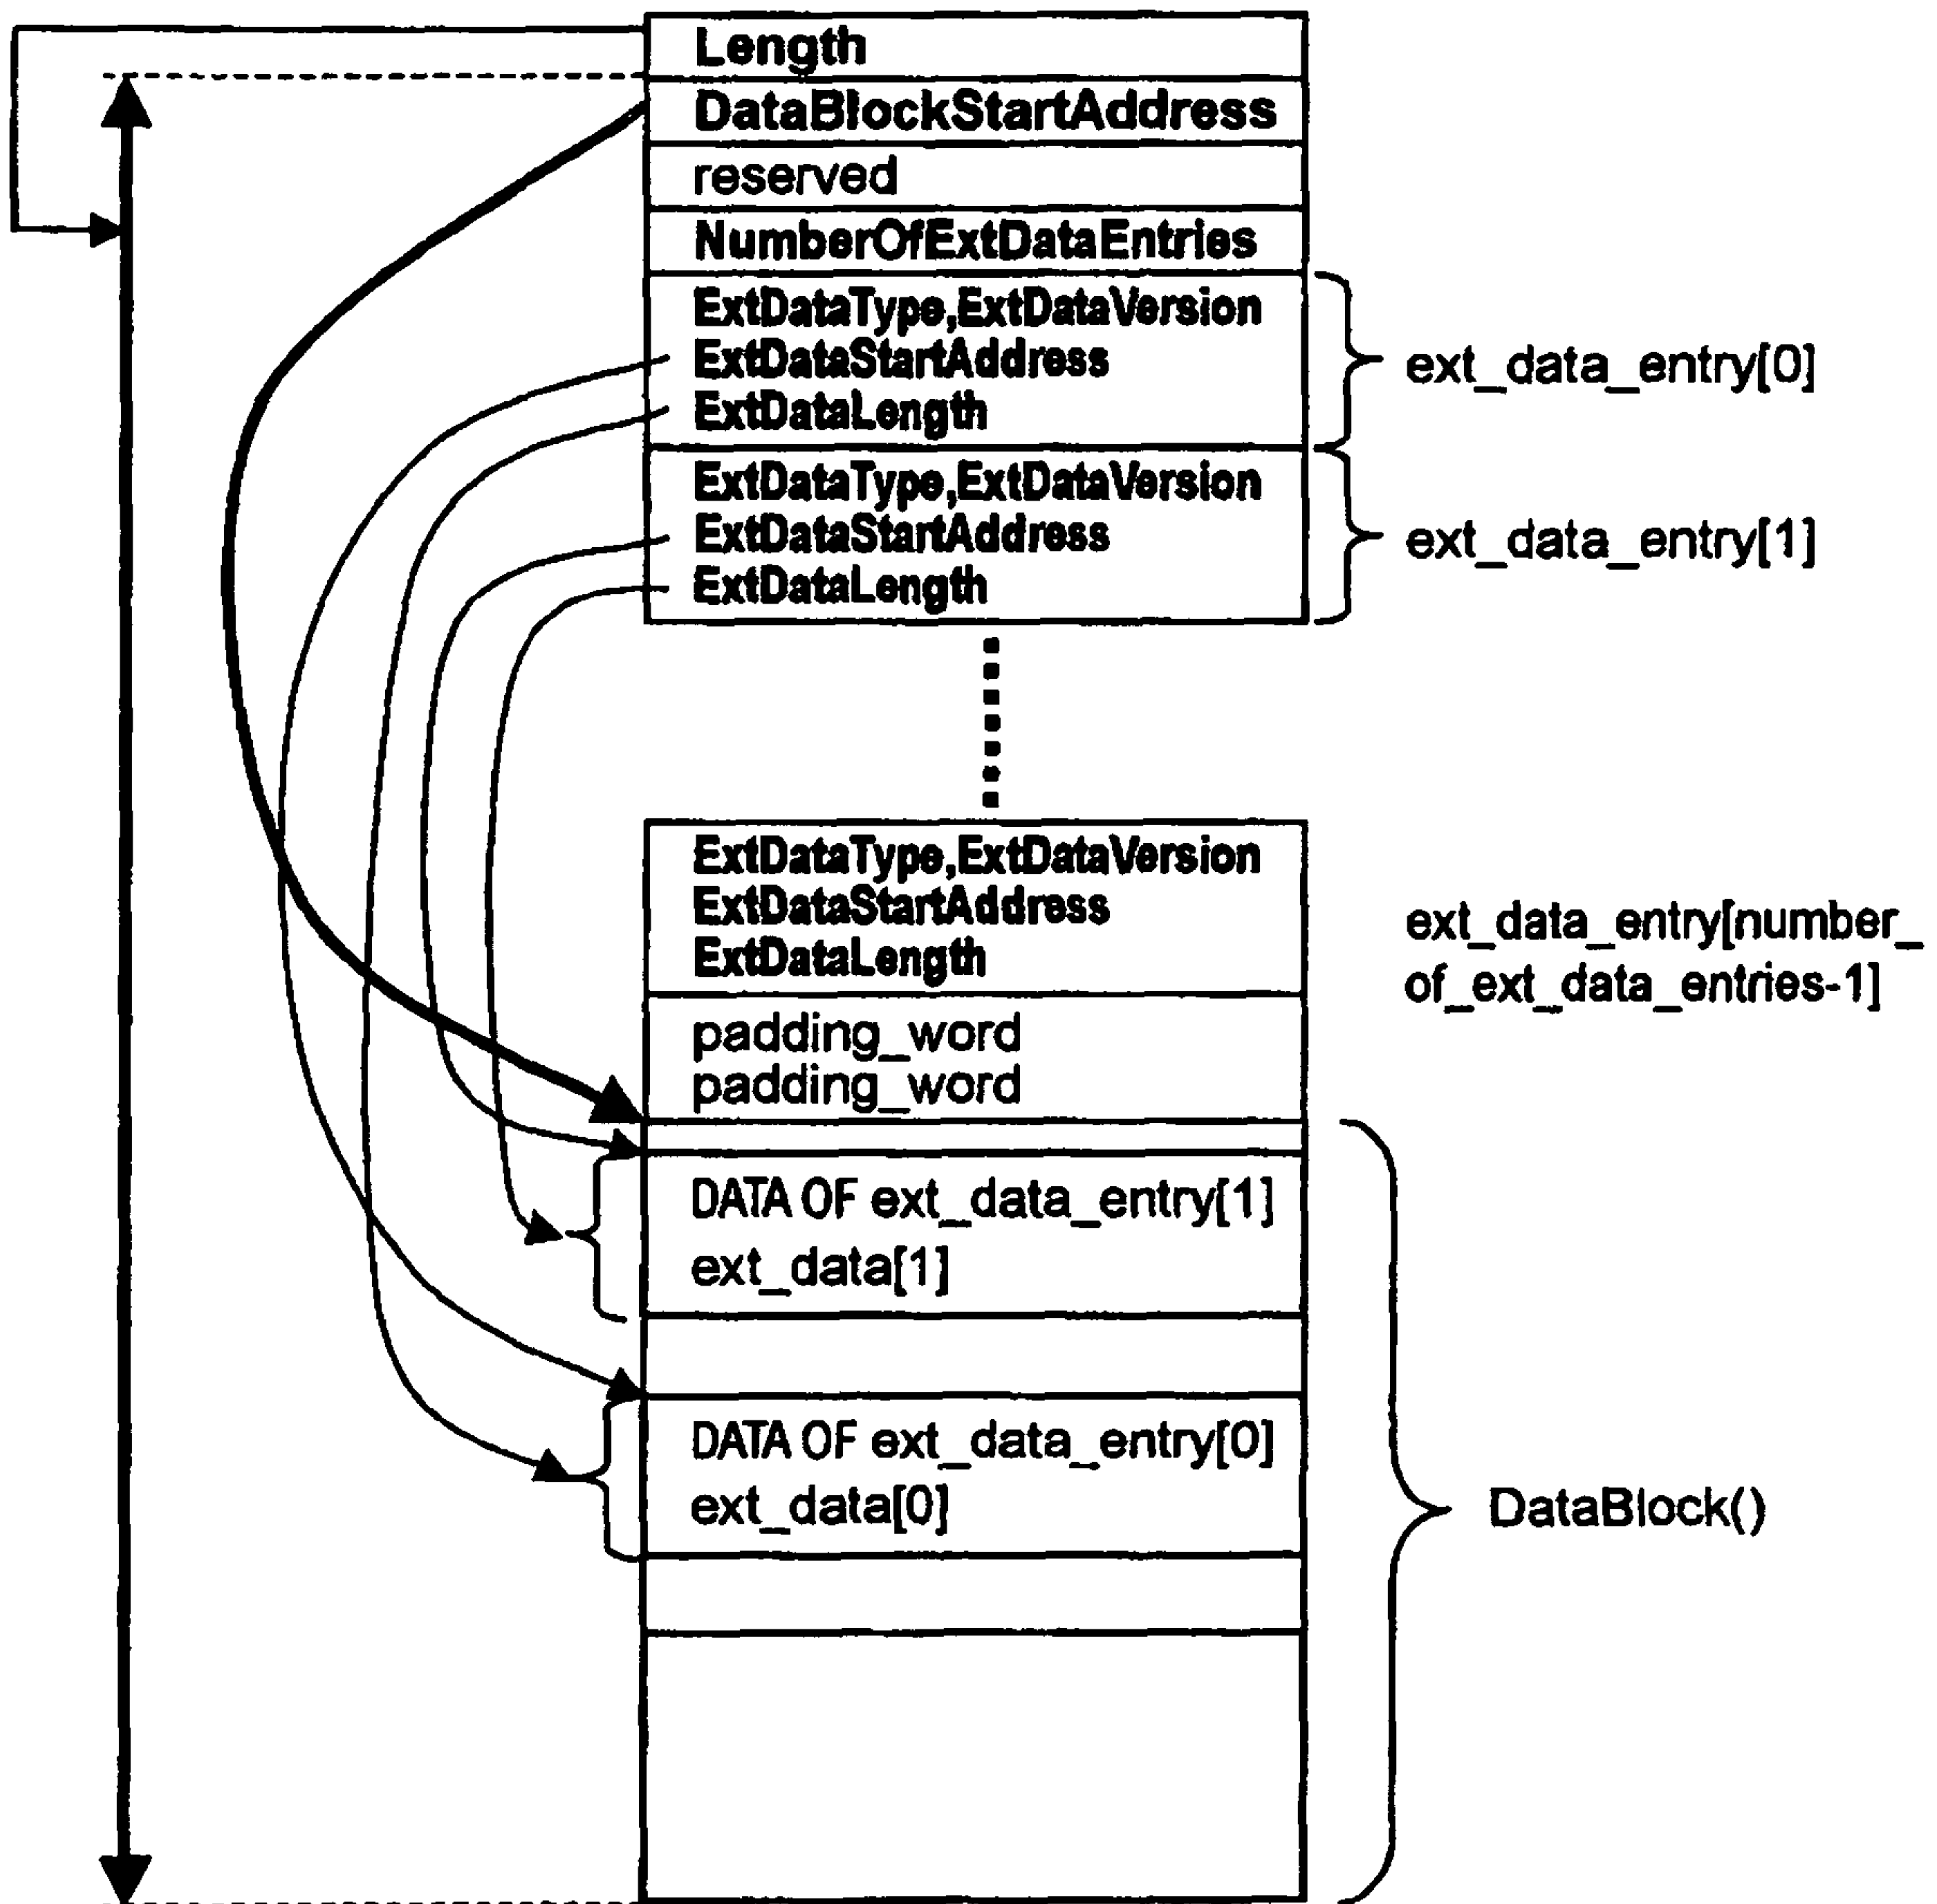 Length
DataBlockStartAddress
reserved
NumberOfExtDataEntries
ExtDataType,ExtDataVersion
ExtDataStartAddress
ExtDataLength
ext_data_entry[0]
ExtDataType,ExtDataVersion
ExtDataStartAddress
ExtDataLength
ext_data_entry[1]
ExtDataType,ExtDataVersion
ExtDataStartAddress
ExtDataLength
ext_data_entry[number_
of_ext_data_entries-1]
padding_word
padding_word
DATA OF ext_data_entry[1]
ext_data[1]
DATA OF ext_data_entry[0]
ext_data[0]
DataBlock()